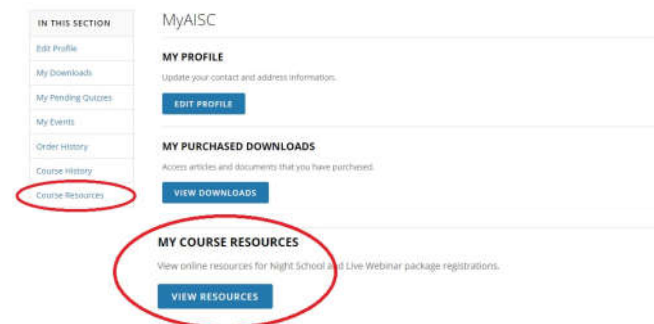 IN THIS SECTION
Edit Profile
My Downloads
My Pending Quizzes
My Events
Order History
Course History
Course Resources
MyAISC
MY PROFILE
Update your contact and address information.
EDIT PROFILE
MY PURCHASED DOWNLOADS
Access articles and documents that you have purchased.
VIEW DOWNLOADS
MY COURSE RESOURCES
View online resources for Night School and Live Webinar package registrations.
VIEW RESOURCES